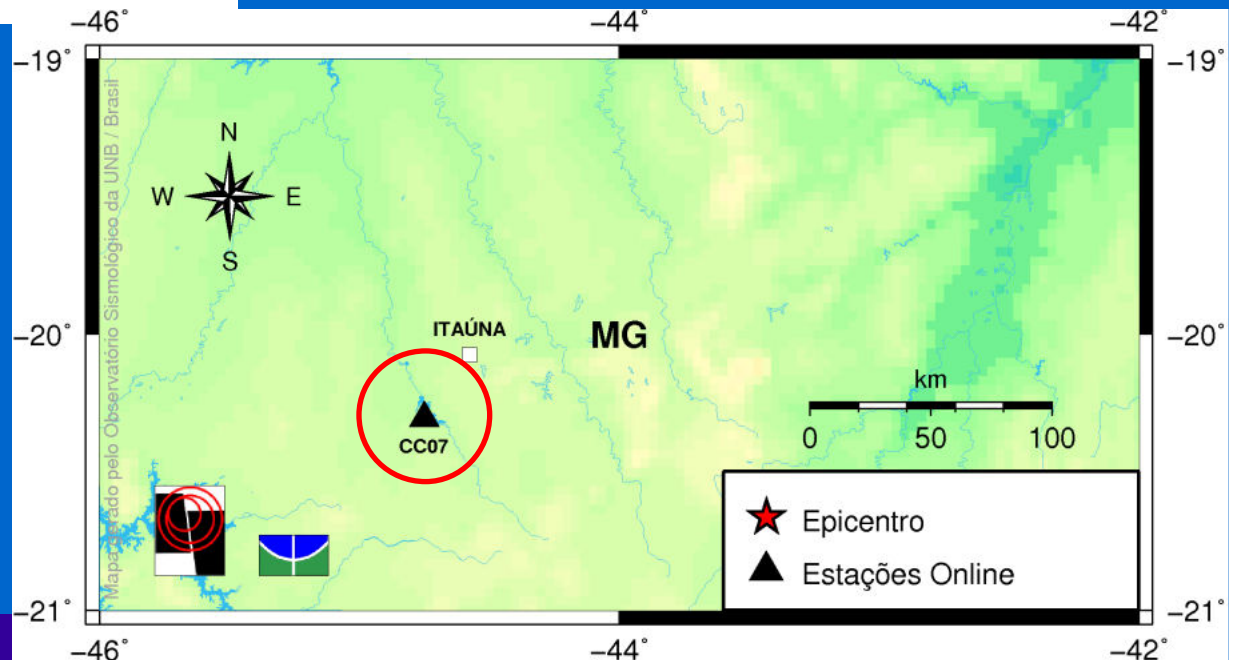 −46˚ −44˚ −42˚
−19˚ −19˚
N
W E
S
Mapa gerado pelo Observatório Sismológico da UNB / Brasil
ITAÚNA
MG
−20˚ −20˚
km
0 50 100
CC07
Epicentro
Estações Online
−21˚ −21˚
−46˚ −44˚ −42˚